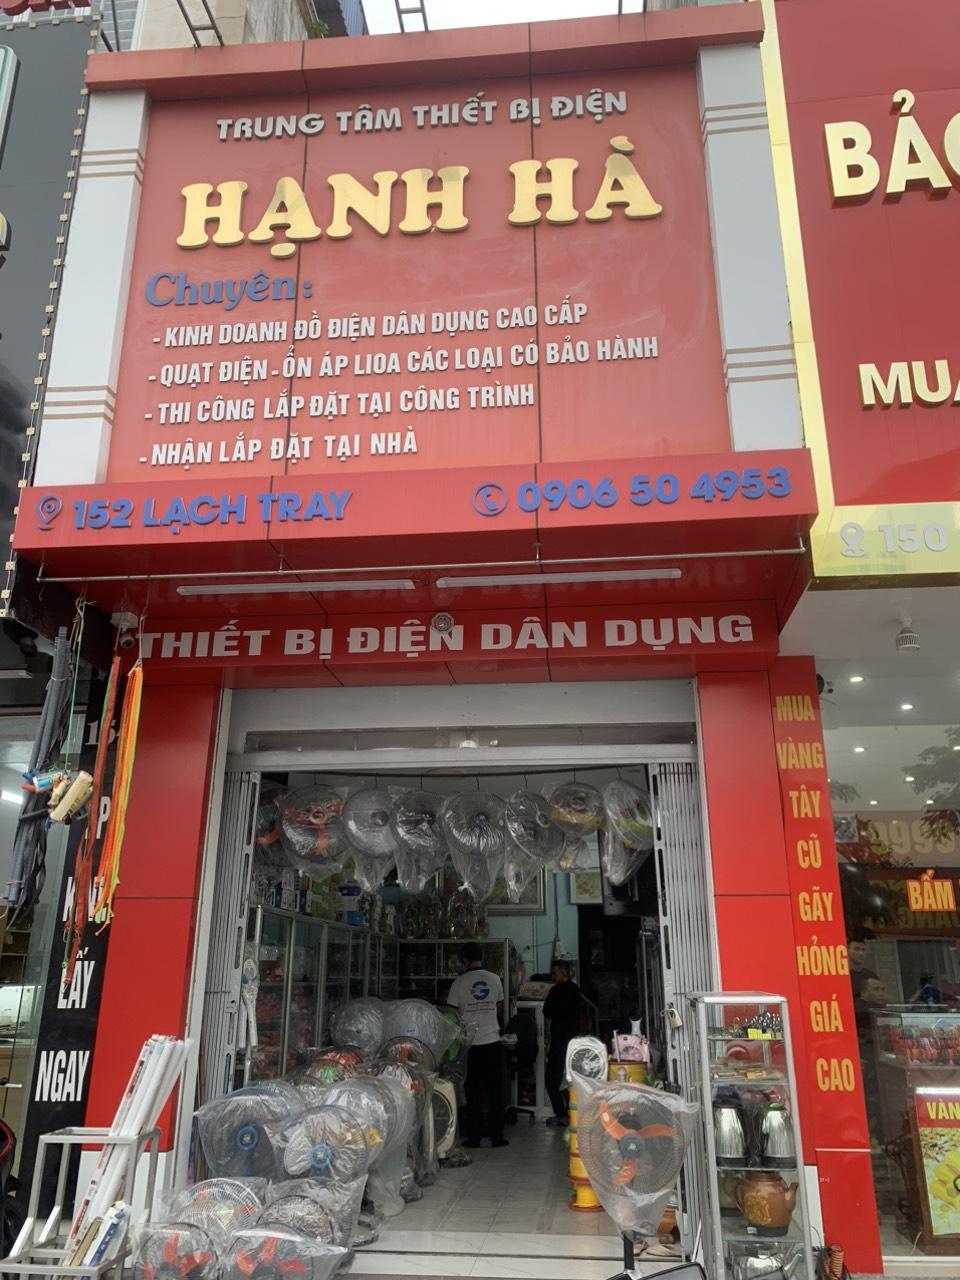 TRUNG TÂM THIẾT BỊ ĐIỆN
HẠNH HÀ
Chuyên:
- KINH DOANH ĐỒ ĐIỆN DÂN DỤNG CAO CẤP
- QUẠT ĐIỆN - ỔN ÁP LIOA CÁC LOẠI CÓ BẢO HÀNH
- THI CÔNG LẮP ĐẶT TẠI CÔNG TRÌNH
- NHẬN LẮP ĐẶT TẠI NHÀ
152 LẠCH TRAY
0906 50 4953
THIẾT BỊ ĐIỆN DÂN DỤNG
MUA
VÀNG
TÂY
CŨ
GÃY
HỎNG
GIÁ
CAO
LẤY
NGAY
150
BẤM
VÀN